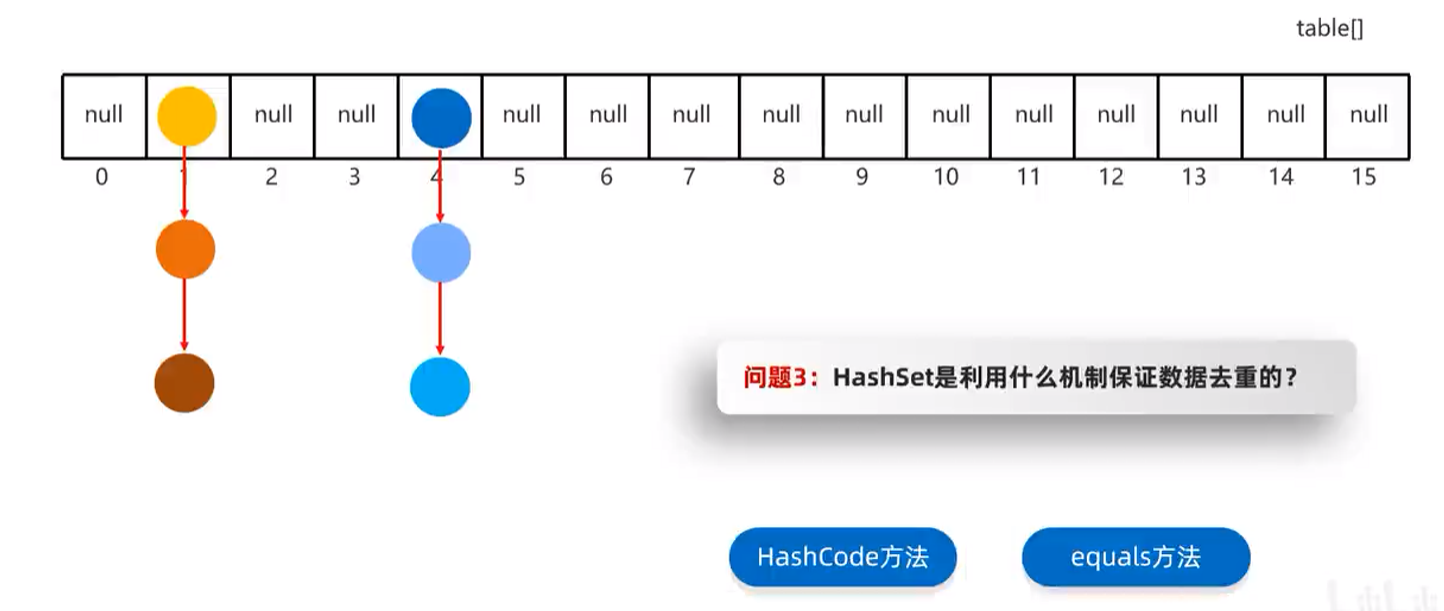 table[]
null null null null null null null null null null null null null null
0 1 2 3 4 5 6 7 8 9 10 11 12 13 14 15
问题3：HashSet是利用什么机制保证数据去重的？
HashCode方法 equals方法